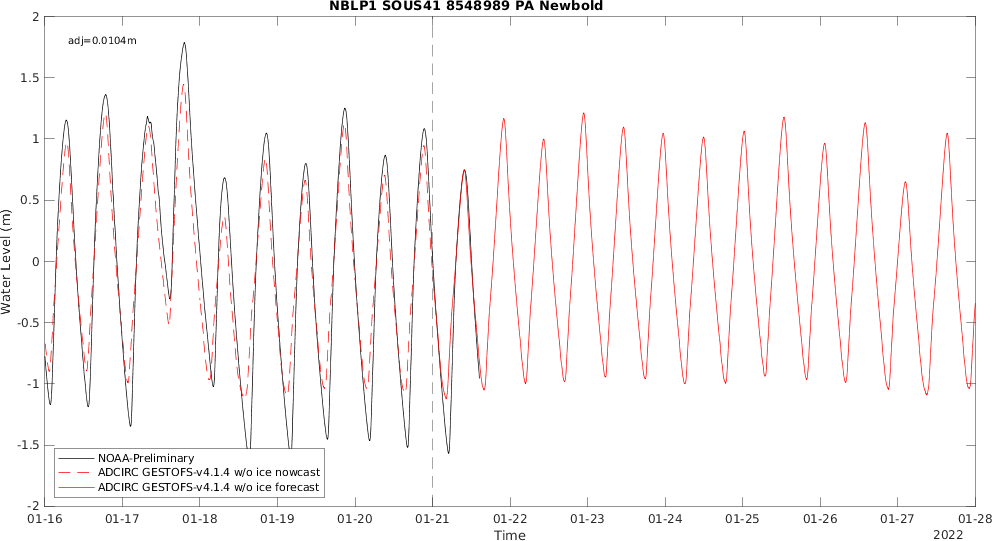 NBLP1 SOUS41 8548989 PA Newbold
adj=0.0104m
2
1.5
1
0.5
0
-0.5
-1
-1.5
-2
Water Level (m)
NOAA-Preliminary
ADCIRC GESTOFS-v4.1.4 w/o ice nowcast
ADCIRC GESTOFS-v4.1.4 w/o ice forecast
01-16 01-17 01-18 01-19 01-20 01-21 01-22 01-23 01-24 01-25 01-26 01-27 01-28
Time
2022